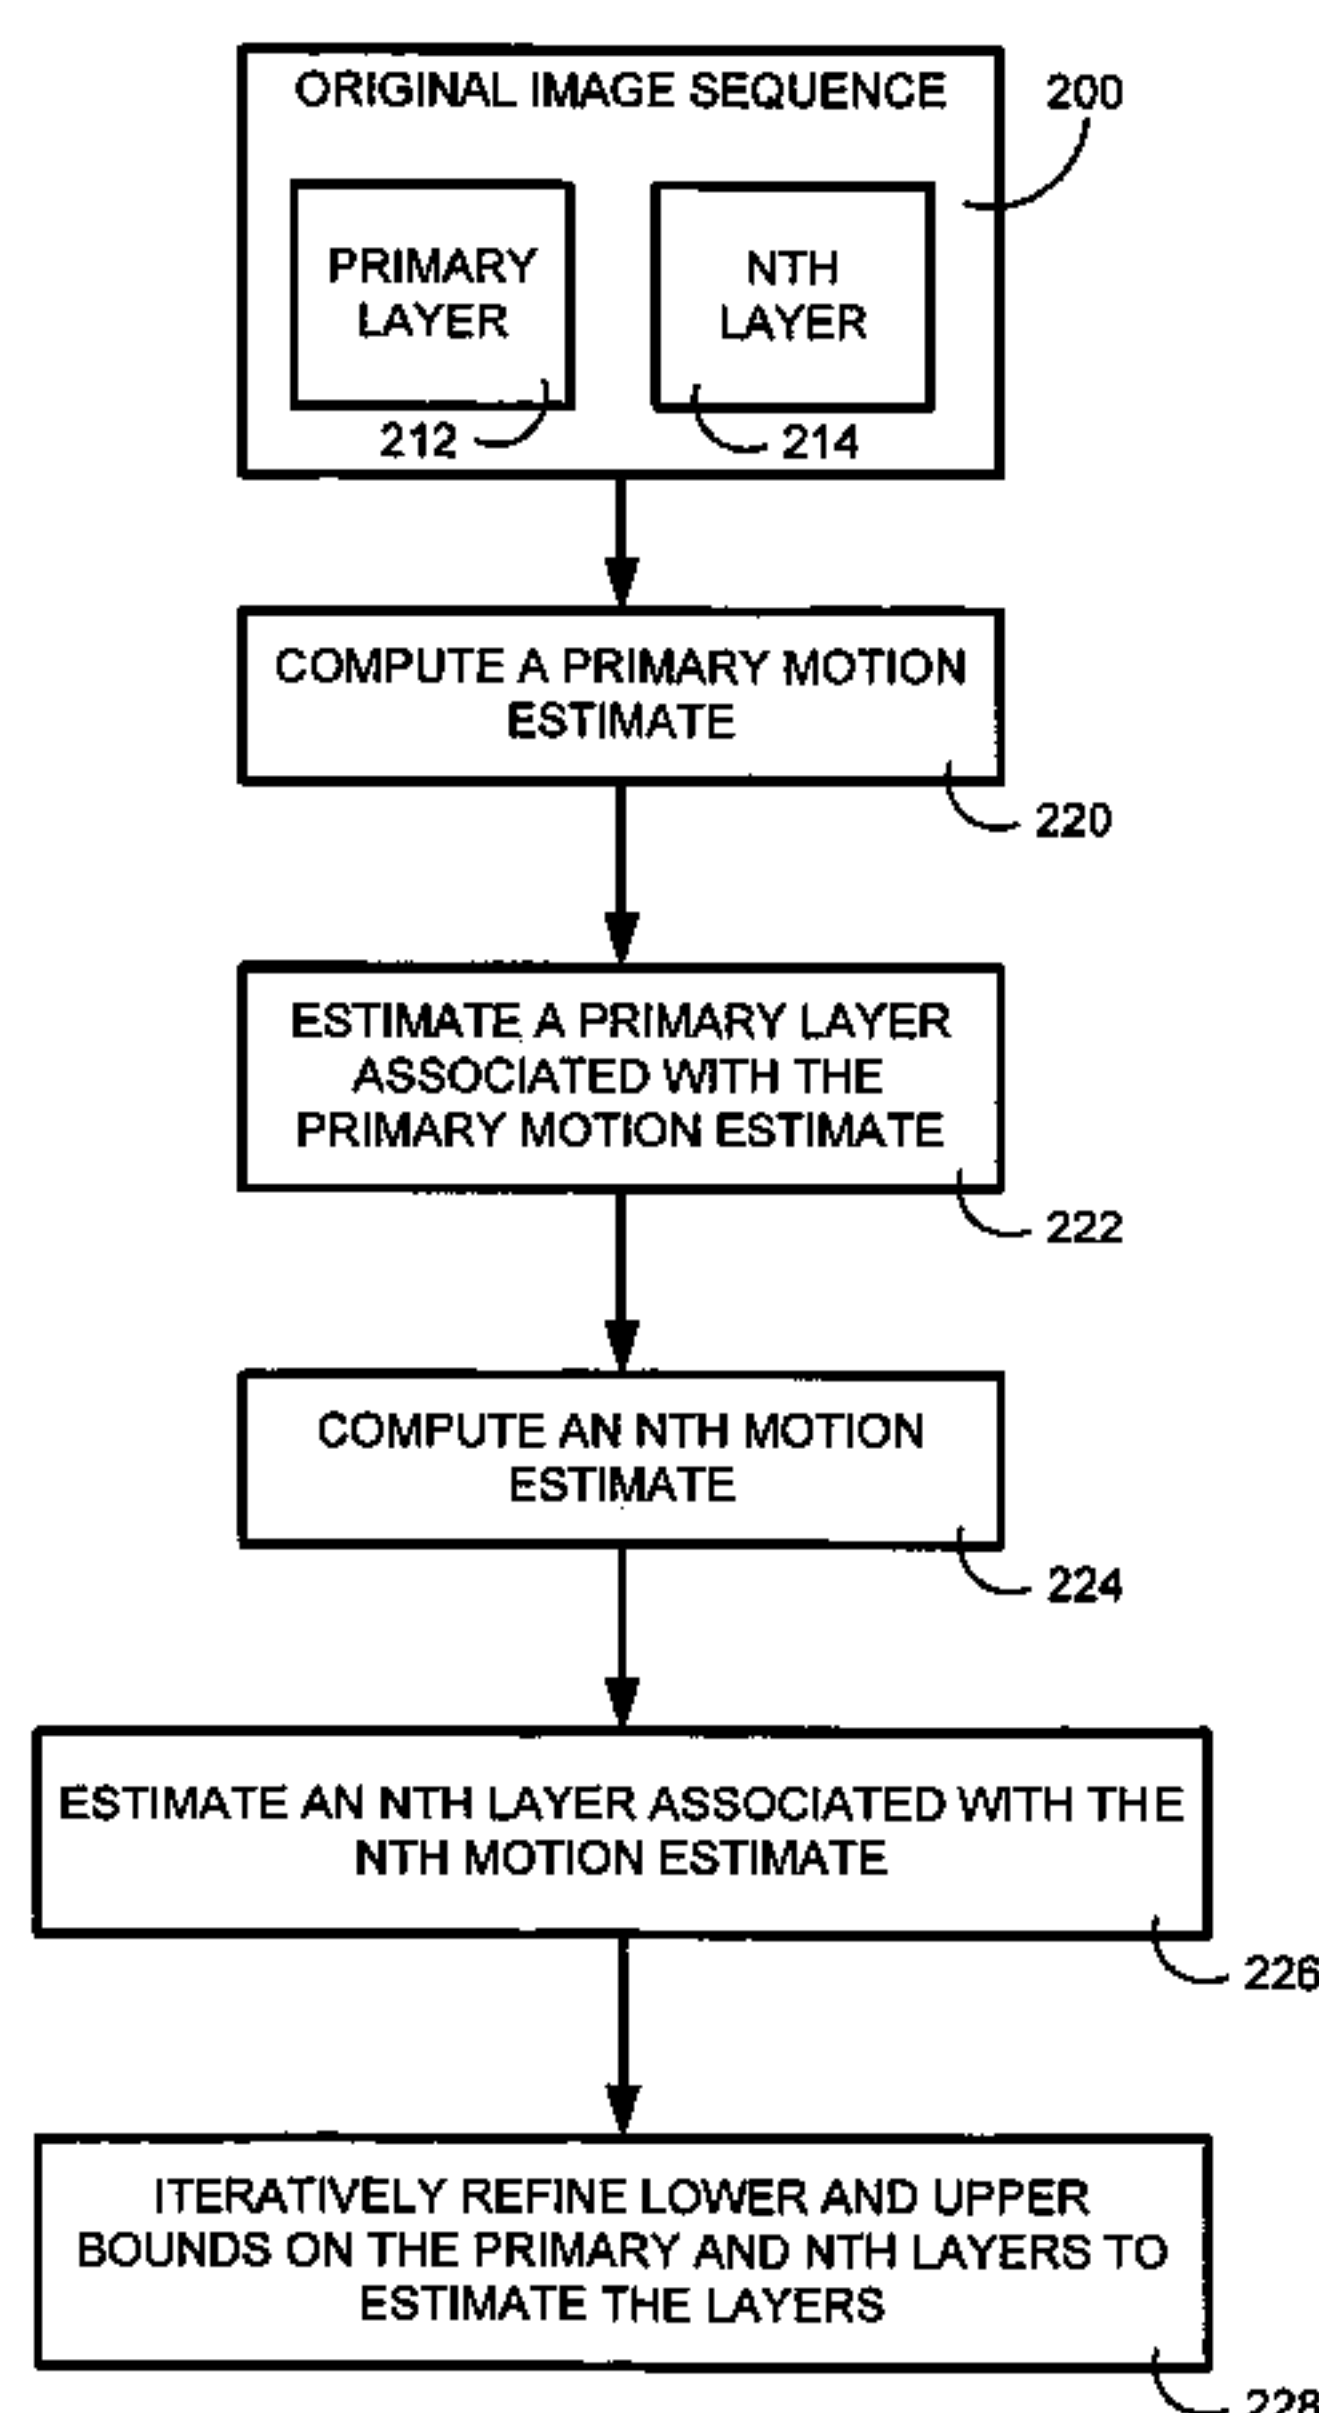 ORIGINAL IMAGE SEQUENCE
200
PRIMARY
LAYER
NTH
LAYER
212
214
COMPUTE A PRIMARY MOTION
ESTIMATE
220
ESTIMATE A PRIMARY LAYER
ASSOCIATED WITH THE
PRIMARY MOTION ESTIMATE
222
COMPUTE AN NTH MOTION
ESTIMATE
224
ESTIMATE AN NTH LAYER ASSOCIATED WITH THE
NTH MOTION ESTIMATE
226
ITERATIVELY REFINE LOWER AND UPPER
BOUNDS ON THE PRIMARY AND NTH LAYERS TO
ESTIMATE THE LAYERS
228